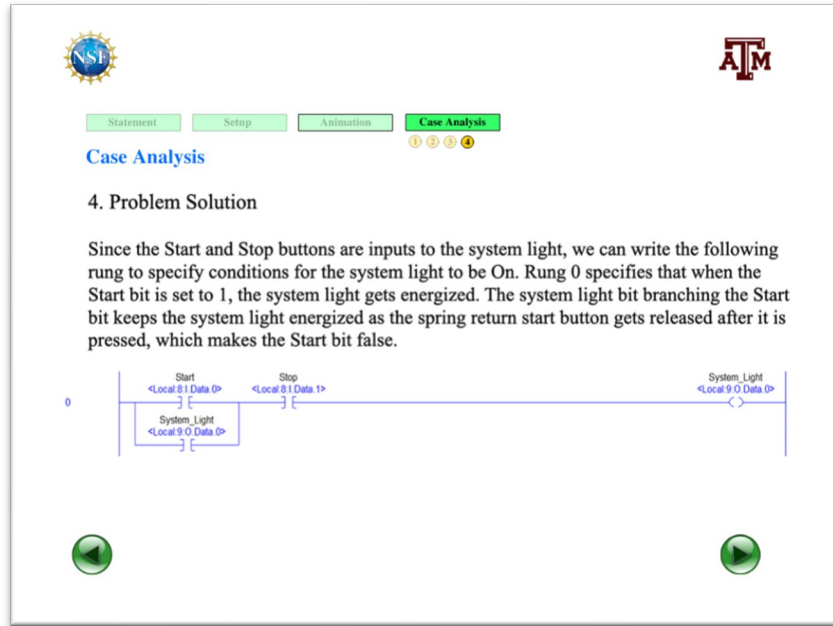 NSF
ATM
Statement
Setup
Animation
Case Analysis
1 2 3 4
Case Analysis
4. Problem Solution
Since the Start and Stop buttons are inputs to the system light, we can write the following
rung to specify conditions for the system light to be On. Rung 0 specifies that when the
Start bit is set to 1, the system light gets energized. The system light bit branching the Start
bit keeps the system light energized as the spring return start button gets released after it is
pressed, which makes the Start bit false.
Start
<Local:8:I.Data.0>
Stop
<Local:8:I.Data.1>
System_Light
<Local:9:O.Data.0>
0
System_Light
<Local:9:O.Data.0>